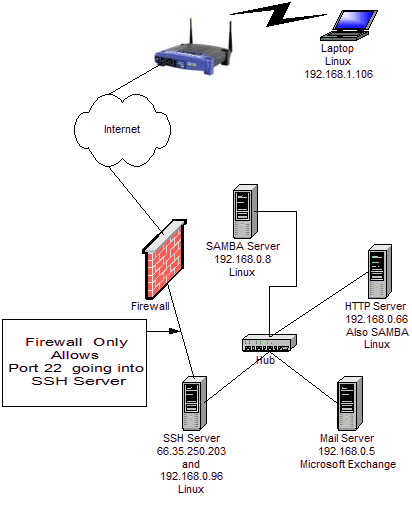 Laptop
Linux
192.168.1.106
Internet
SAMBA Server
192.168.0.8
Linux
Firewall
HTTP Server
192.168.0.66
Also SAMBA
Linux
Firewall Only
Allows
Port 22 going into
SSH Server
Hub
SSH Server
66.35.250.203
and
192.168.0.96
Linux
Mail Server
192.168.0.5
Microsoft Exchange